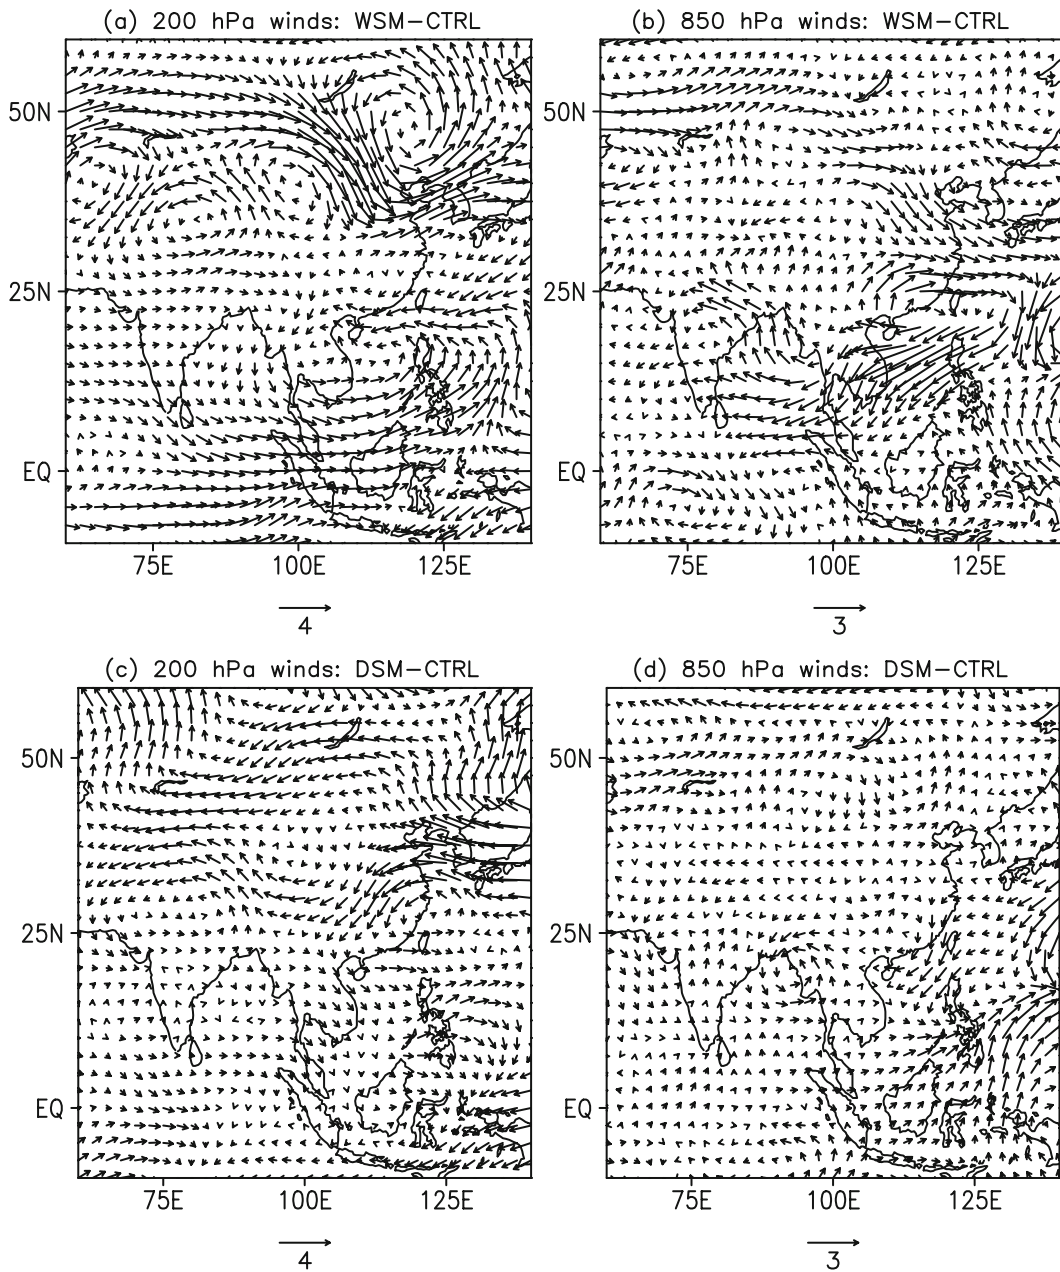 (a) 200 hPa winds: WSM−CTRL
(b) 850 hPa winds: WSM−CTRL
50N
25N
EQ
75E 100E 125E
4
50N
25N
EQ
75E 100E 125E
3
(c) 200 hPa winds: DSM−CTRL
(d) 850 hPa winds: DSM−CTRL
50N
25N
EQ
75E 100E 125E
4
50N
25N
EQ
75E 100E 125E
3